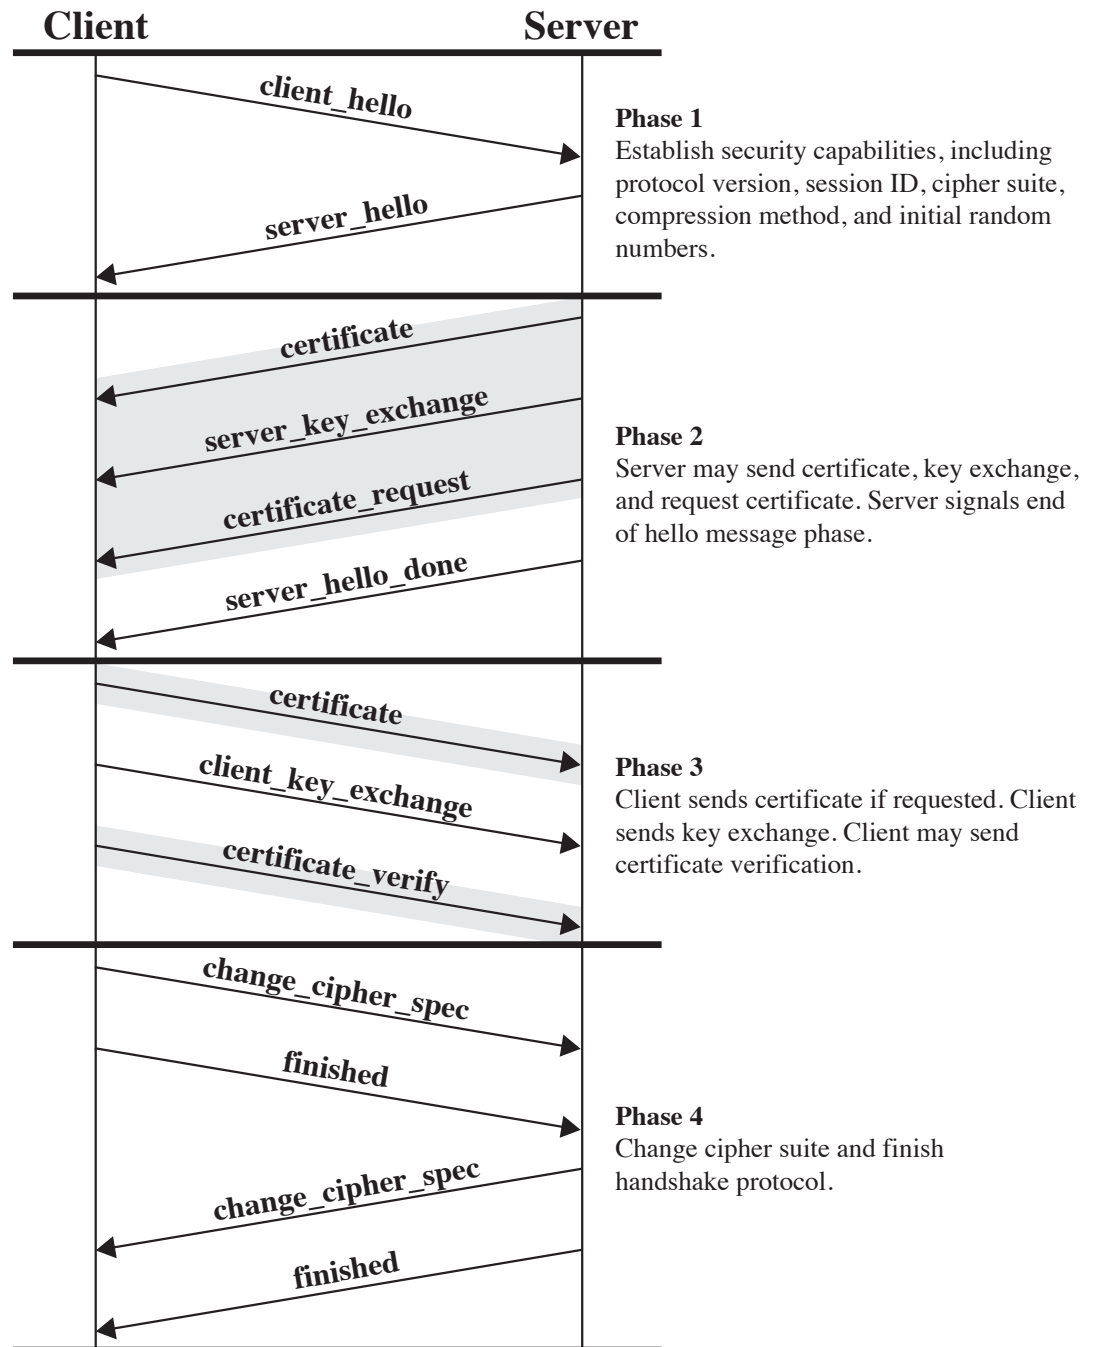 Client
Server
client_hello
server_hello
Phase 1
Establish security capabilities, including
protocol version, session ID, cipher suite,
compression method, and initial random
numbers.
certificate
server_key_exchange
certificate_request
server_hello_done
Phase 2
Server may send certificate, key exchange,
and request certificate. Server signals end
of hello message phase.
certificate
client_key_exchange
certificate_verify
Phase 3
Client sends certificate if requested. Client
sends key exchange. Client may send
certificate verification.
change_cipher_spec
finished
change_cipher_spec
finished
Phase 4
Change cipher suite and finish
handshake protocol.